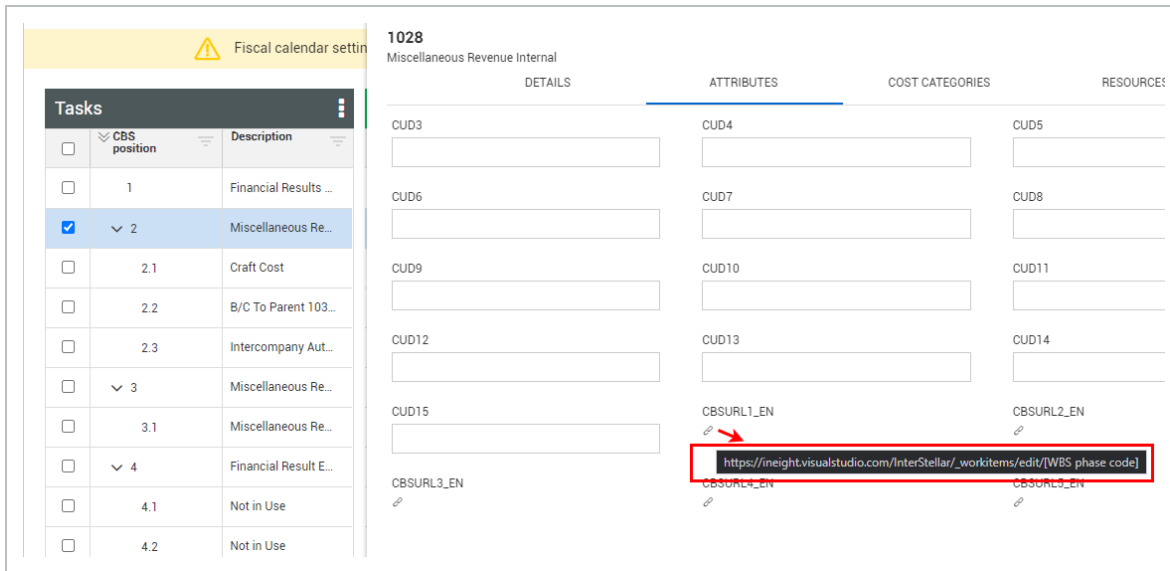 Fiscal calendar settin
Tasks
CBS position
Description
1 Financial Results ...
2 Miscellaneous Re...
2.1 Craft Cost
2.2 B/C To Parent 103...
2.3 Intercompany Aut...
3 Miscellaneous Re...
3.1 Miscellaneous Re...
4 Financial Result E...
4.1 Not in Use
4.2 Not in Use
1028
Miscellaneous Revenue Internal
DETAILS ATTRIBUTES COST CATEGORIES RESOURCES
CUD3 CUD4 CUD5
CUD6 CUD7 CUD8
CUD9 CUD10 CUD11
CUD12 CUD13 CUD14
CUD15 CBSURL1_EN CBSURL2_EN
https://ineight.visualstudio.com/InterStellar/_workitems/edit/[WBS phase code]
CBSURL3_EN CBSURL4_EN CBSURL5_EN